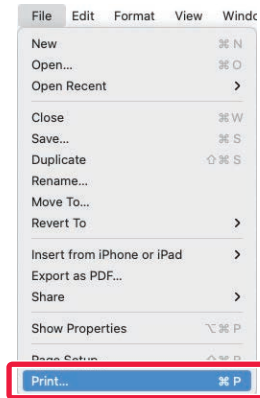 File Edit Format View Windo
New ⌘ N
Open... ⌘ O
Open Recent >
Close ⌘ W
Save... ⌘ S
Duplicate ⇧ ⌘ S
Rename...
Move To...
Revert To >
Insert from iPhone or iPad >
Export as PDF...
Share >
Show Properties ⌥ ⌘ P
Page Setup ⇧ ⌘ P
Print... ⌘ P